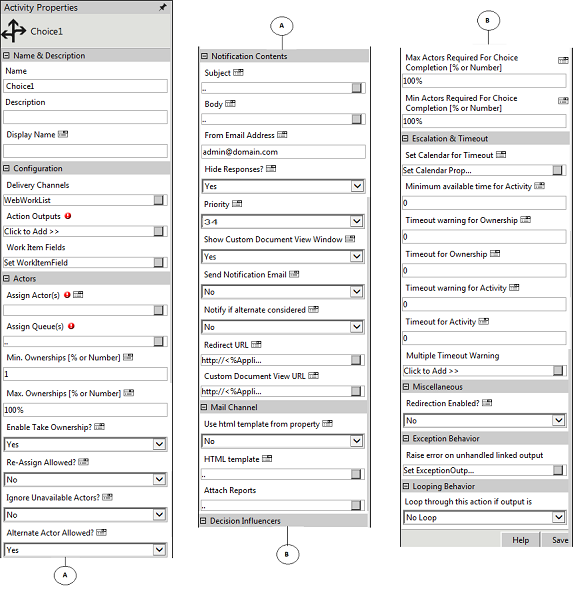 Activity Properties
Choice1
Name & Description
Name
Choice1
Description
Display Name
Configuration
Delivery Channels
WebWorkList
Action Outputs
Click to Add >>
Work Item Fields
Set WorkItemField
Actors
Assign Actor(s)
Assign Queue(s)
..
Min. Ownerships [% or Number]
1
Max. Ownerships [% or Number]
100%
Enable Take Ownership?
Yes
Re-Assign Allowed?
No
Ignore Unavailable Actors?
No
Alternate Actor Allowed?
Yes
A
A
Notification Contents
Subject
..
Body
..
From Email Address
admin@domain.com
Hide Responses?
Yes
Priority
34
Show Custom Document View Window
Yes
Send Notification Email
No
Notify if alternate considered
No
Redirect URL
http://<%Appli...
Custom Document View URL
http://<%Appli...
Mail Channel
Use html template from property
No
HTML template
..
Attach Reports
..
Decision Influencers
B
B
Max Actors Required For Choice
Completion [% or Number]
100%
Min Actors Required For Choice
Completion [% or Number]
100%
Escalation & Timeout
Set Calendar for Timeout
Set Calendar Prop...
Minimum available time for Activity
0
Timeout warning for Ownership
0
Timeout for Ownership
0
Timeout warning for Activity
0
Timeout for Activity
0
Multiple Timeout Warning
Click to Add >>
Miscellaneous
Redirection Enabled?
No
Exception Behavior
Raise error on unhandled linked output
Set ExceptionOutp...
Looping Behavior
Loop through this action if output is
No Loop
Help Save